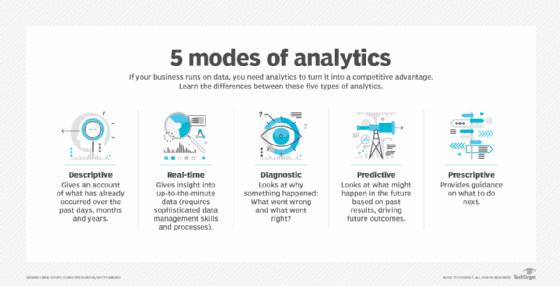 5 modes of analytics
If your business runs on data, you need analytics to turn it into a competitive advantage.
Learn the differences between these five types of analytics.
Descriptive
Gives an account
of what has already
occurred over the
past days, months
and years.
Real-time
Gives insight into
up-to-the-minute
data (requires
sophisticated data
management skills
and processes).
Diagnostic
Looks at why
something happened:
What went wrong
and what went
right?
Predictive
Looks at what might
happen in the future
based on past
results, driving
future outcomes.
Prescriptive
Provides guidance
on what to do
next.
TechTarget